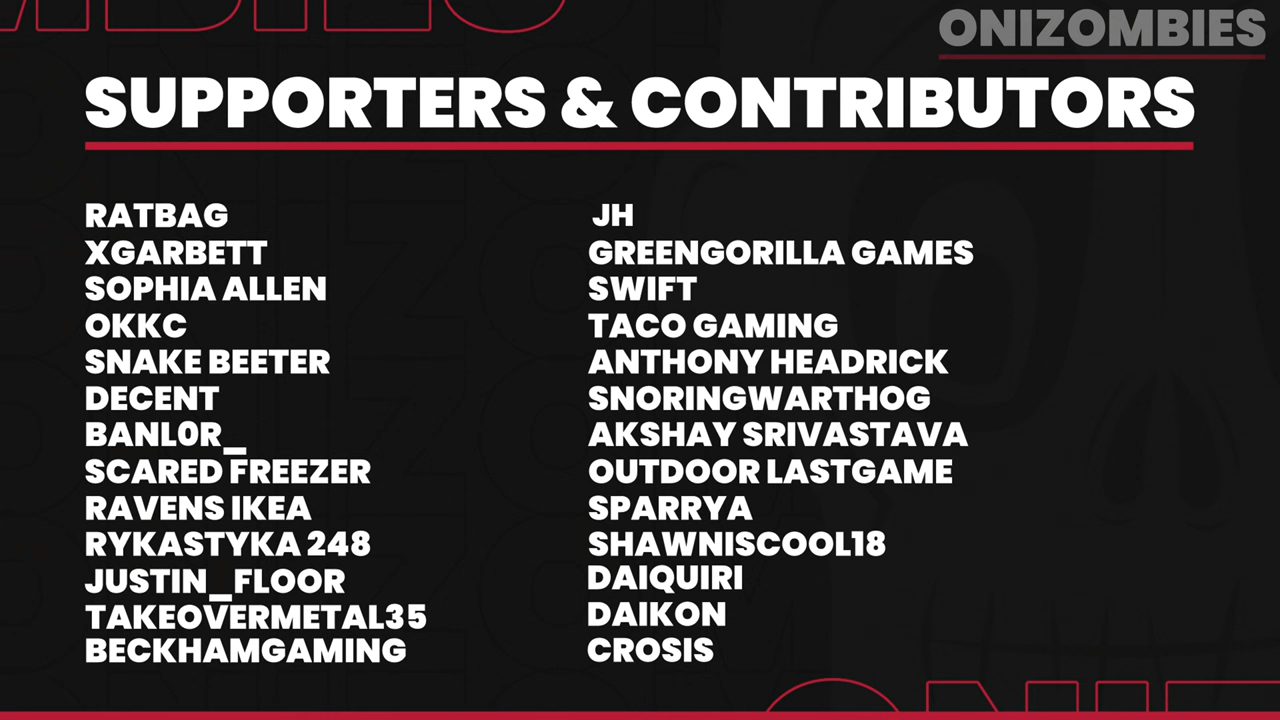 ONIZOMBIES
SUPPORTERS & CONTRIBUTORS
RATBAG
XGARBETT
SOPHIA ALLEN
OKKC
SNAKE BEETER
DECENT
BANL0R_
SCARED FREEZER
RAVENS IKEA
RYKASTYKA 248
JUSTIN_FLOOR
TAKEOVERMETAL35
BECKHAMGAMING
JH
GREENGORILLA GAMES
SWIFT
TACO GAMING
ANTHONY HEADRICK
SNORINGWARTHOG
AKSHAY SRIVASTAVA
OUTDOOR LASTGAME
SPARRYA
SHAWNISCOOL18
DAIQUIRI
DAIKON
CROSIS